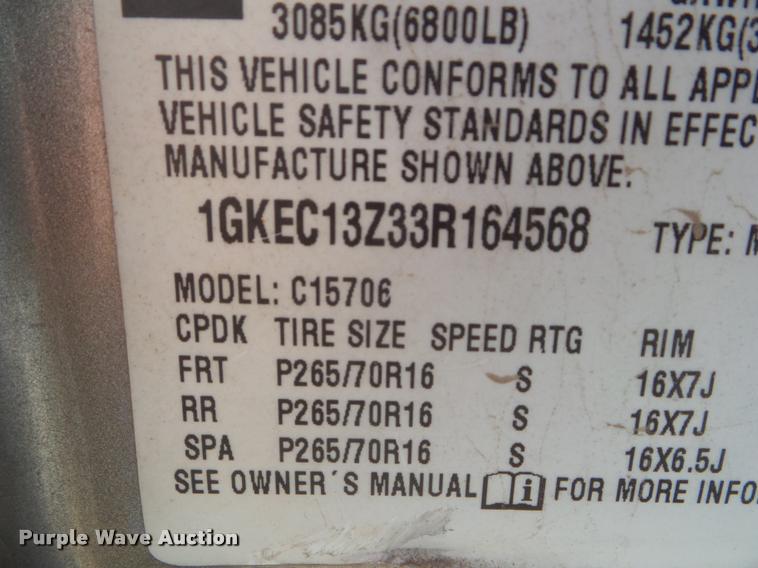 3085KG(6800LB) 1452KG(3
THIS VEHICLE CONFORMS TO ALL APPL
VEHICLE SAFETY STANDARDS IN EFFEC
MANUFACTURE SHOWN ABOVE:
1GKEC13Z33R164568 TYPE: M
MODEL: C15706
CPDK TIRE SIZE SPEED RTG RIM
FRT P265/70R16 S 16X7J
RR P265/70R16 S 16X7J
SPA P265/70R16 S 16X6.5J
SEE OWNER´S MANUAL i FOR MORE INFO
Purple Wave Auction